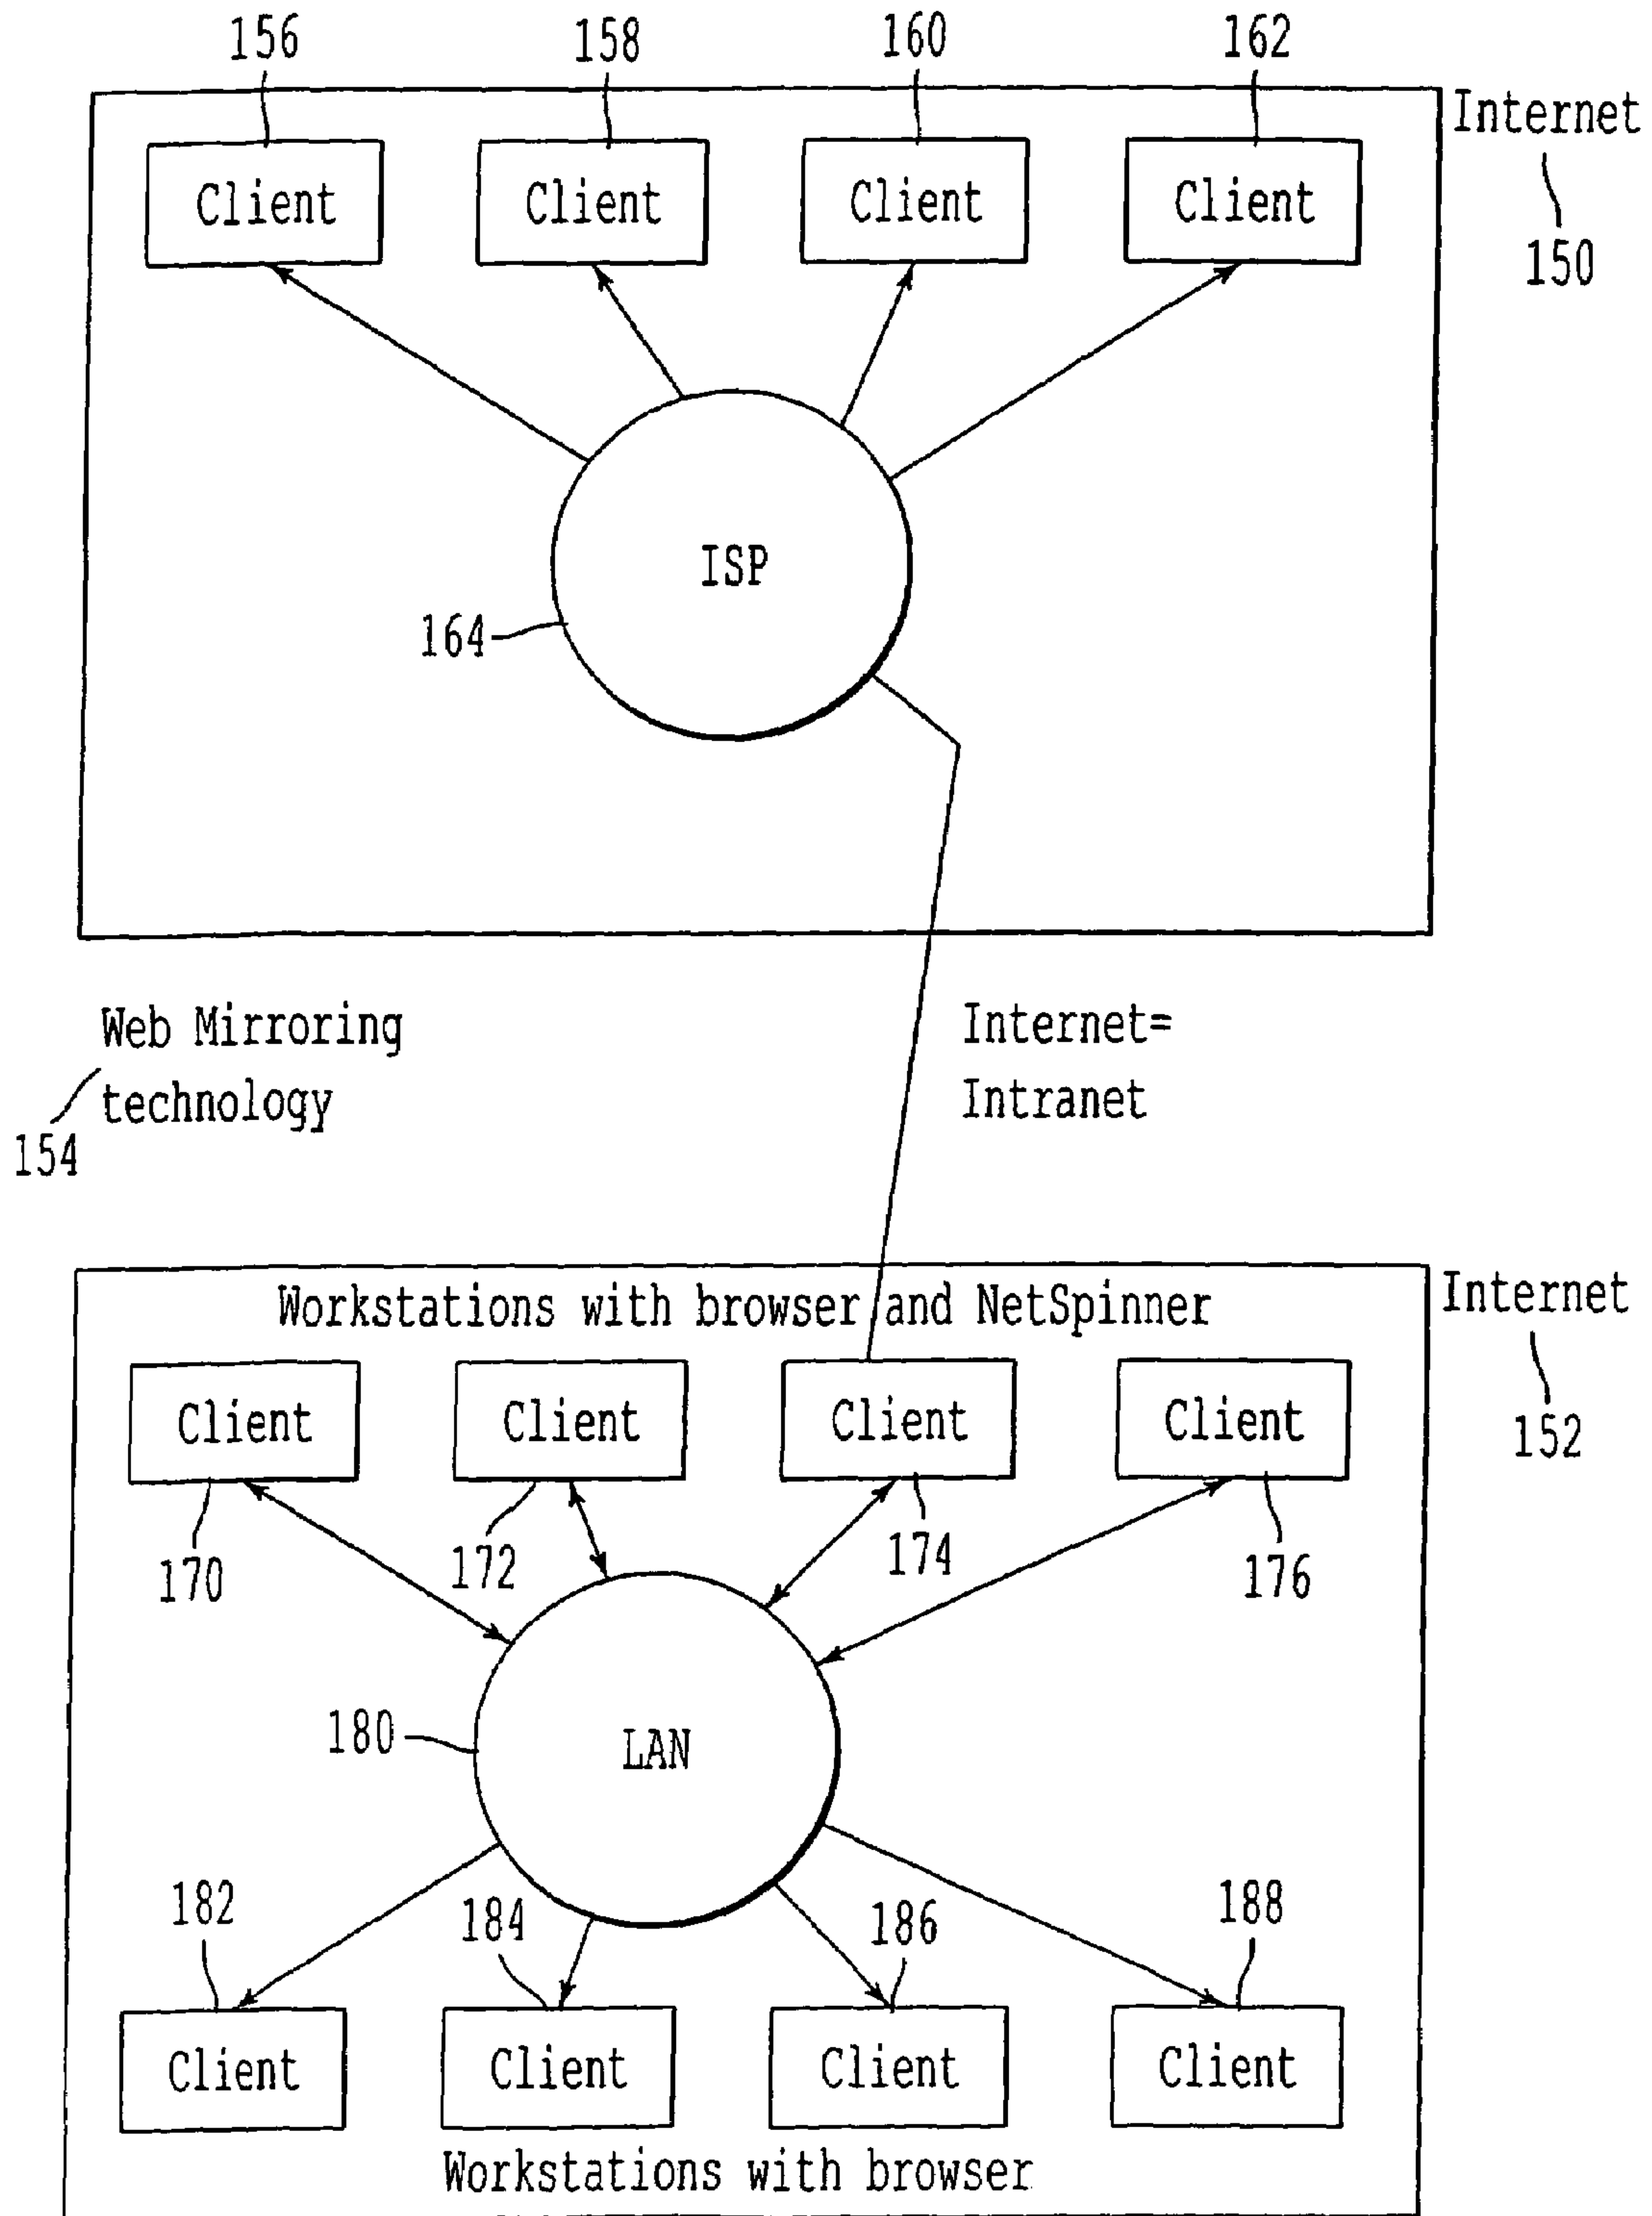 156
158
160
162
Internet
150
Client
Client
Client
Client
ISP
164
Web Mirroring
technology
154
Internet=
Intranet
Workstations with browser and NetSpinner
Internet
152
Client
Client
Client
Client
170
172
174
176
180
LAN
182
184
186
188
Client
Client
Client
Client
Workstations with browser